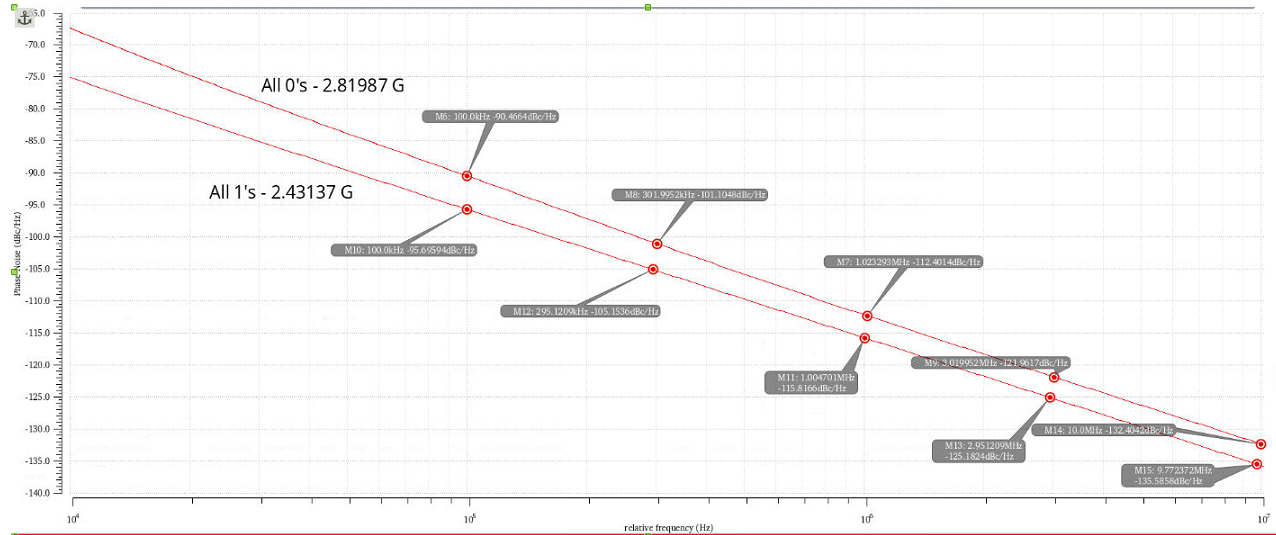 -65.0
-70.0
-75.0
-80.0
-85.0
-90.0
-95.0
-100.0
-105.0
-110.0
-115.0
-120.0
-125.0
-130.0
-135.0
-140.0
Phase Noise (dBc/Hz)
All 0's - 2.81987 G
M6: 100.0kHz -90.4664dBc/Hz
All 1's - 2.43137 G
M8: 301.9952kHz -101.1048dBc/Hz
M10: 100.0kHz -95.69594dBc/Hz
M7: 1.023293MHz -112.4014dBc/Hz
M12: 295.1209kHz -105.1536dBc/Hz
M9: 3.019952MHz -121.9617dBc/Hz
M11: 1.004701MHz
-115.8166dBc/Hz
M14: 10.0MHz -132.4042dBc/Hz
M13: 2.951209MHz
-125.1824dBc/Hz
M15: 9.772372MHz
-135.5858dBc/Hz
10⁴
10⁵
10⁶
10⁷
relative frequency (Hz)